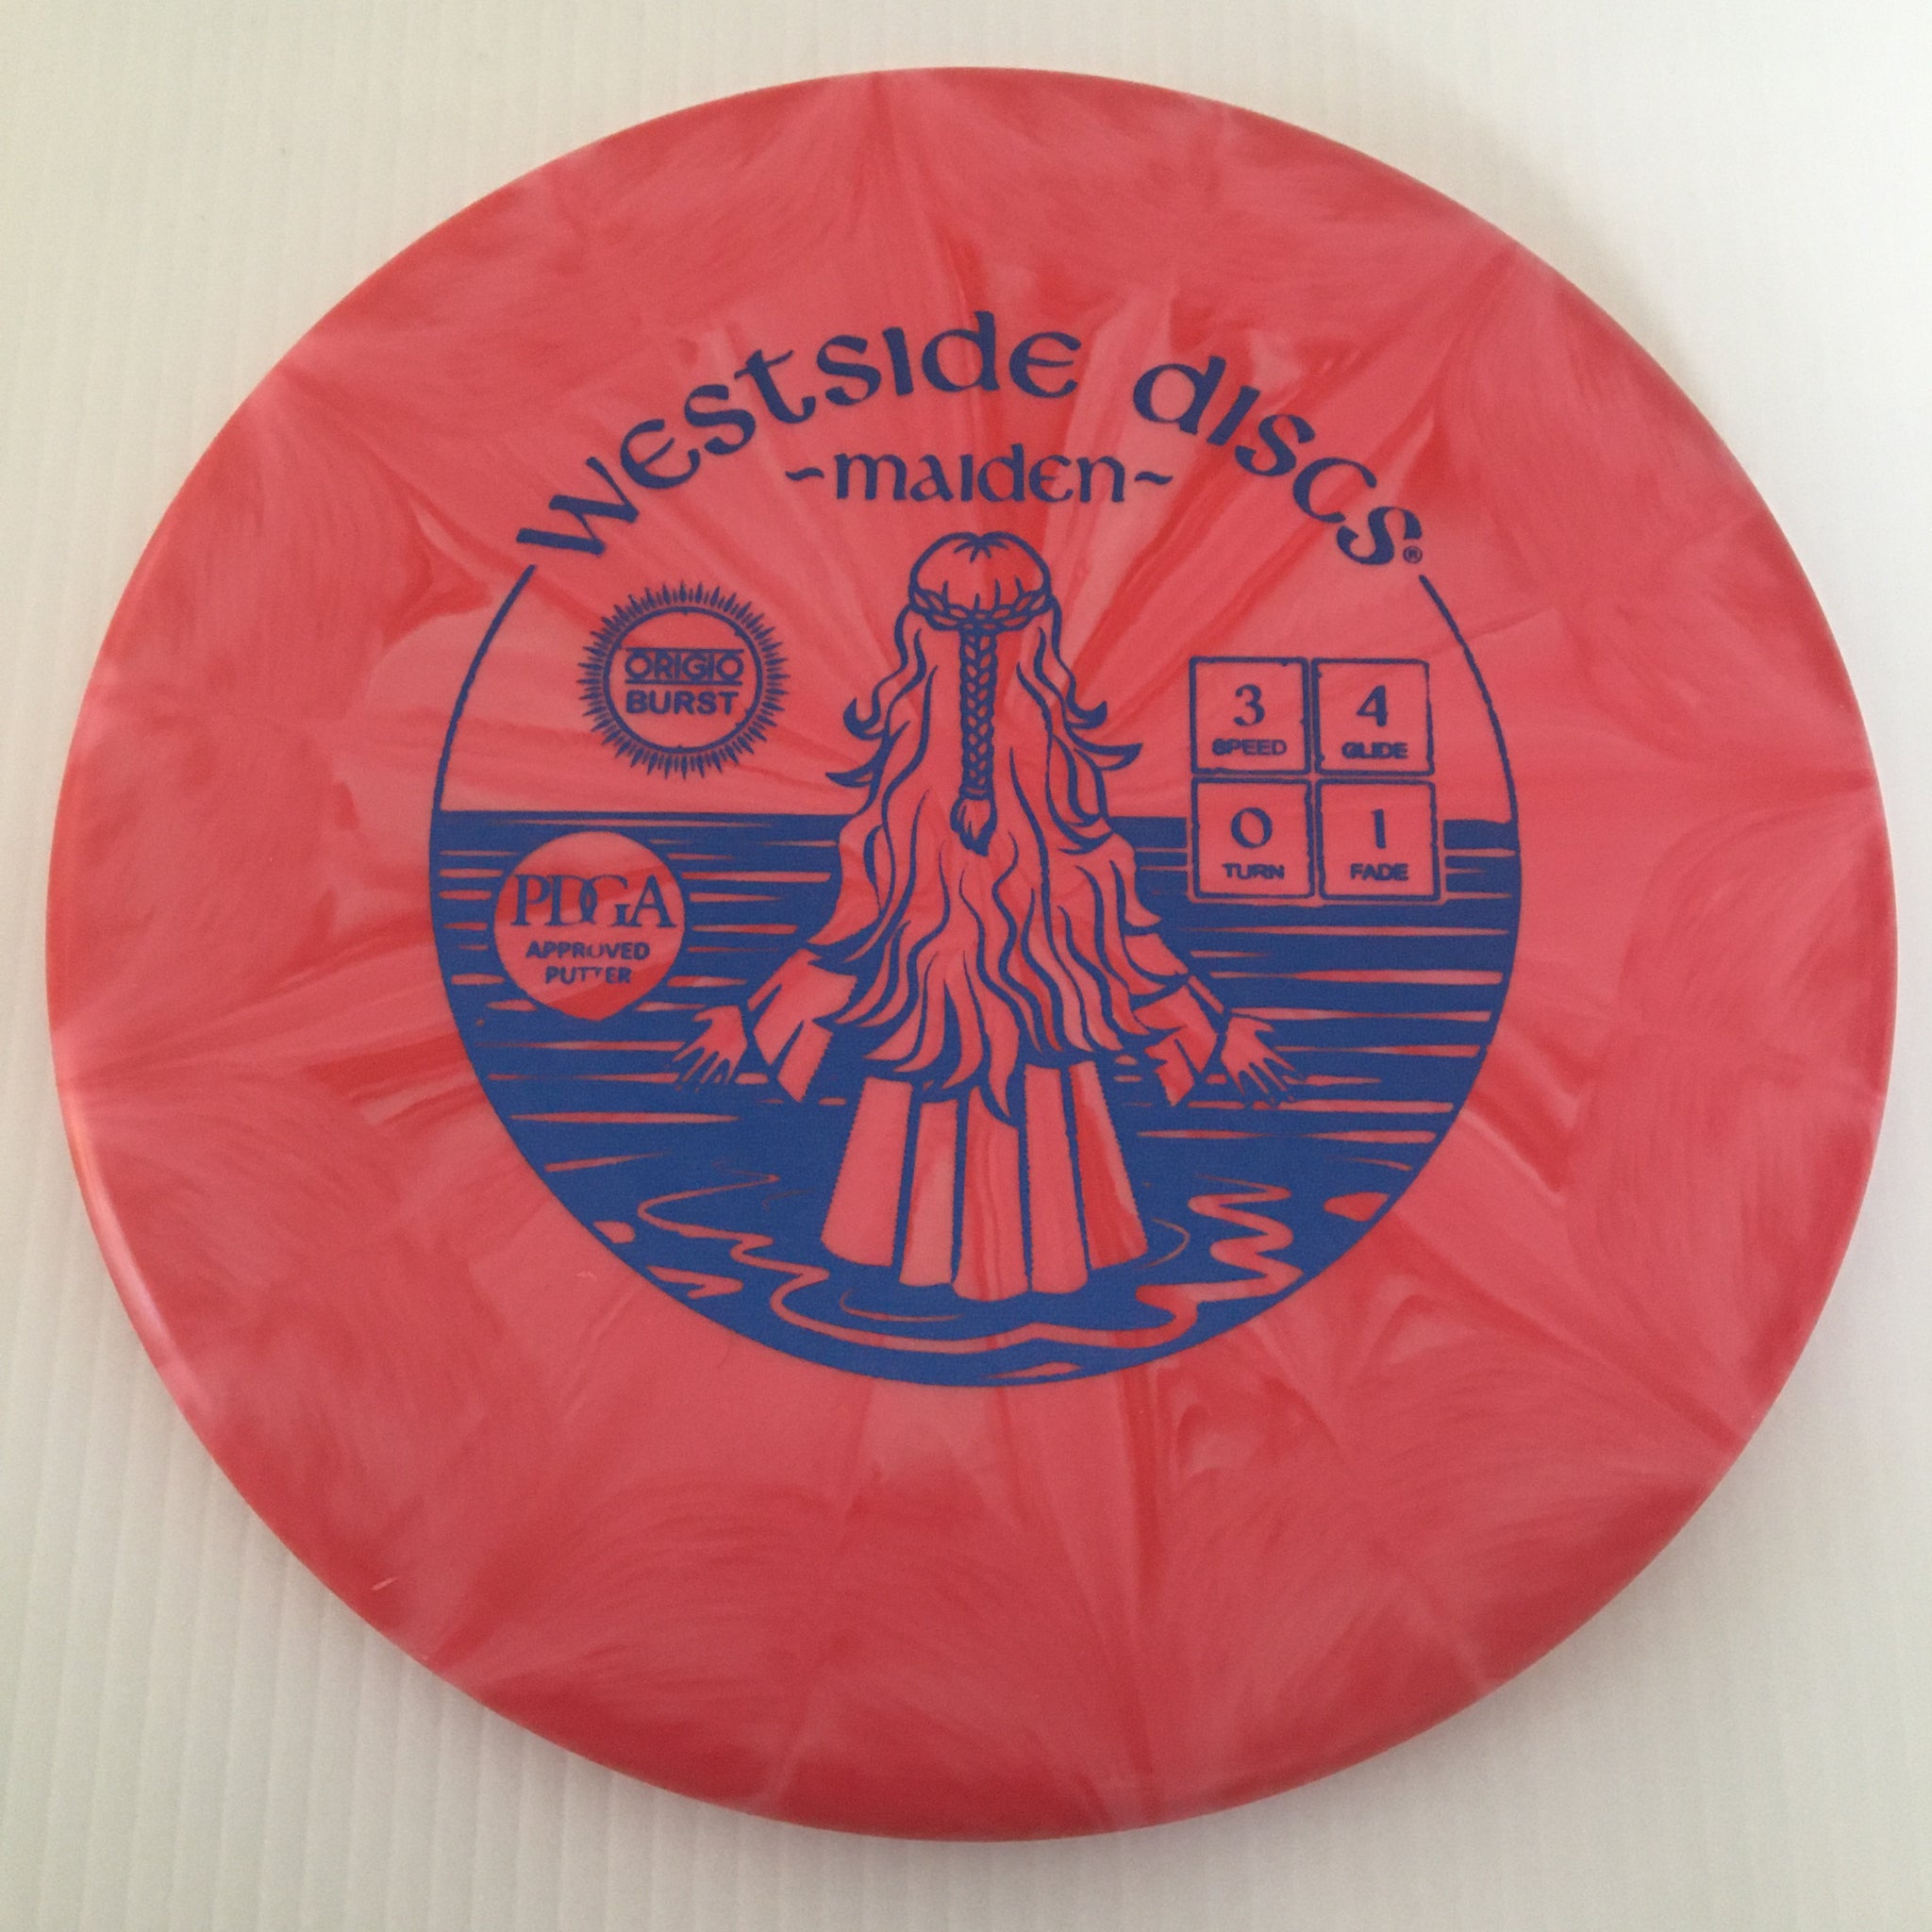 westside discs®
~maiden~
ORIGIO
BURST
3
SPEED
4
GLIDE
0
TURN
1
FADE
PDGA
APPROVED
PUTTER